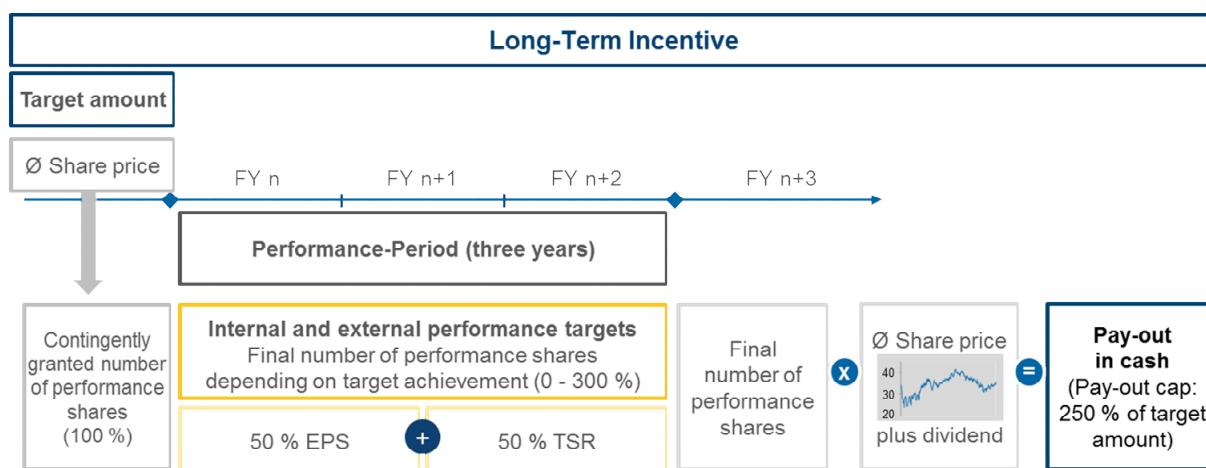 Long-Term Incentive
Target amount
Ø Share price
FY n
FY n+1
FY n+2
FY n+3
Performance-Period (three years)
Contingently
granted number
of performance
shares
(100 %)
Internal and external performance targets
Final number of performance shares
depending on target achievement (0 - 300 %)
50 % EPS
+
50 % TSR
Final
number of
performance
shares
x
Ø Share price
40
30
20
plus dividend
=
Pay-out
in cash
(Pay-out cap:
250 % of target
amount)